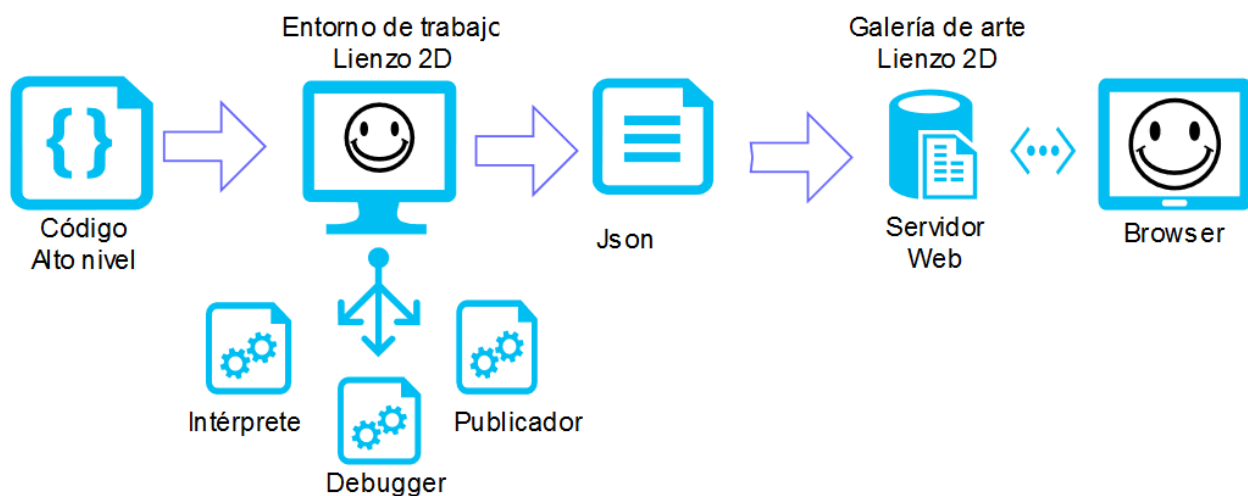 Entorno de trabajo
Lienzo 2D
Galería de arte
Lienzo 2D
{ }
Código
Alto nivel
Json
Servidor
Web
Browser
Intérprete
Publicador
Debugger